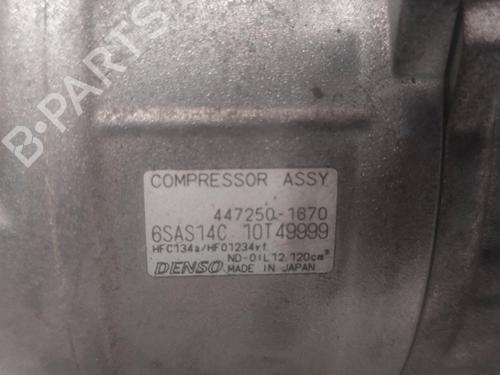 B-PARTS
COMPRESSOR ASSY
447250-1670
6SAS14C 10T49999
HFC134a/HFO1234yf
ND-OIL12 120cm³
DENSO MADE IN JAPAN